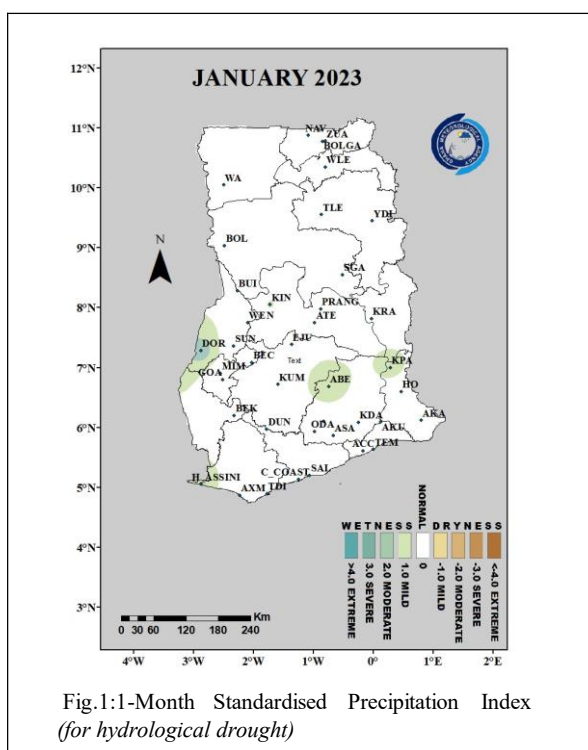 12°N
JANUARY 2023
11°N
NAV
ZUA
BOLGA
WLE
WA
10°N
TLE
YDI
9°N
BOL
N
SGA
BUI
8°N
KIN
PRANG
WEN
ATE
KRA
DOR
SUN
EJU
7°N
BEC
Text
KPA
GOA
MIM
KUM
ABE
HO
6°N
BEK
DUN
ODA
ASA
KDA
AKU
AKA
ACC
TEM
5°N
H_ASSINI
C_COAST
SAL
AXM
TDI
WETNESS
NORMAL
DRYNESS
>4.0 EXTREME
3.0 SEVERE
2.0 MODERATE
1.0 MILD
0
-1.0 MILD
-2.0 MODERATE
-3.0 SEVERE
<-4.0 EXTREME
4°N
3°N
Km
0 30 60 120 180 240
4°W 3°W 2°W 1°W 0° 1°E 2°E
Fig.1:1-Month Standardised Precipitation Index
(for hydrological drought)